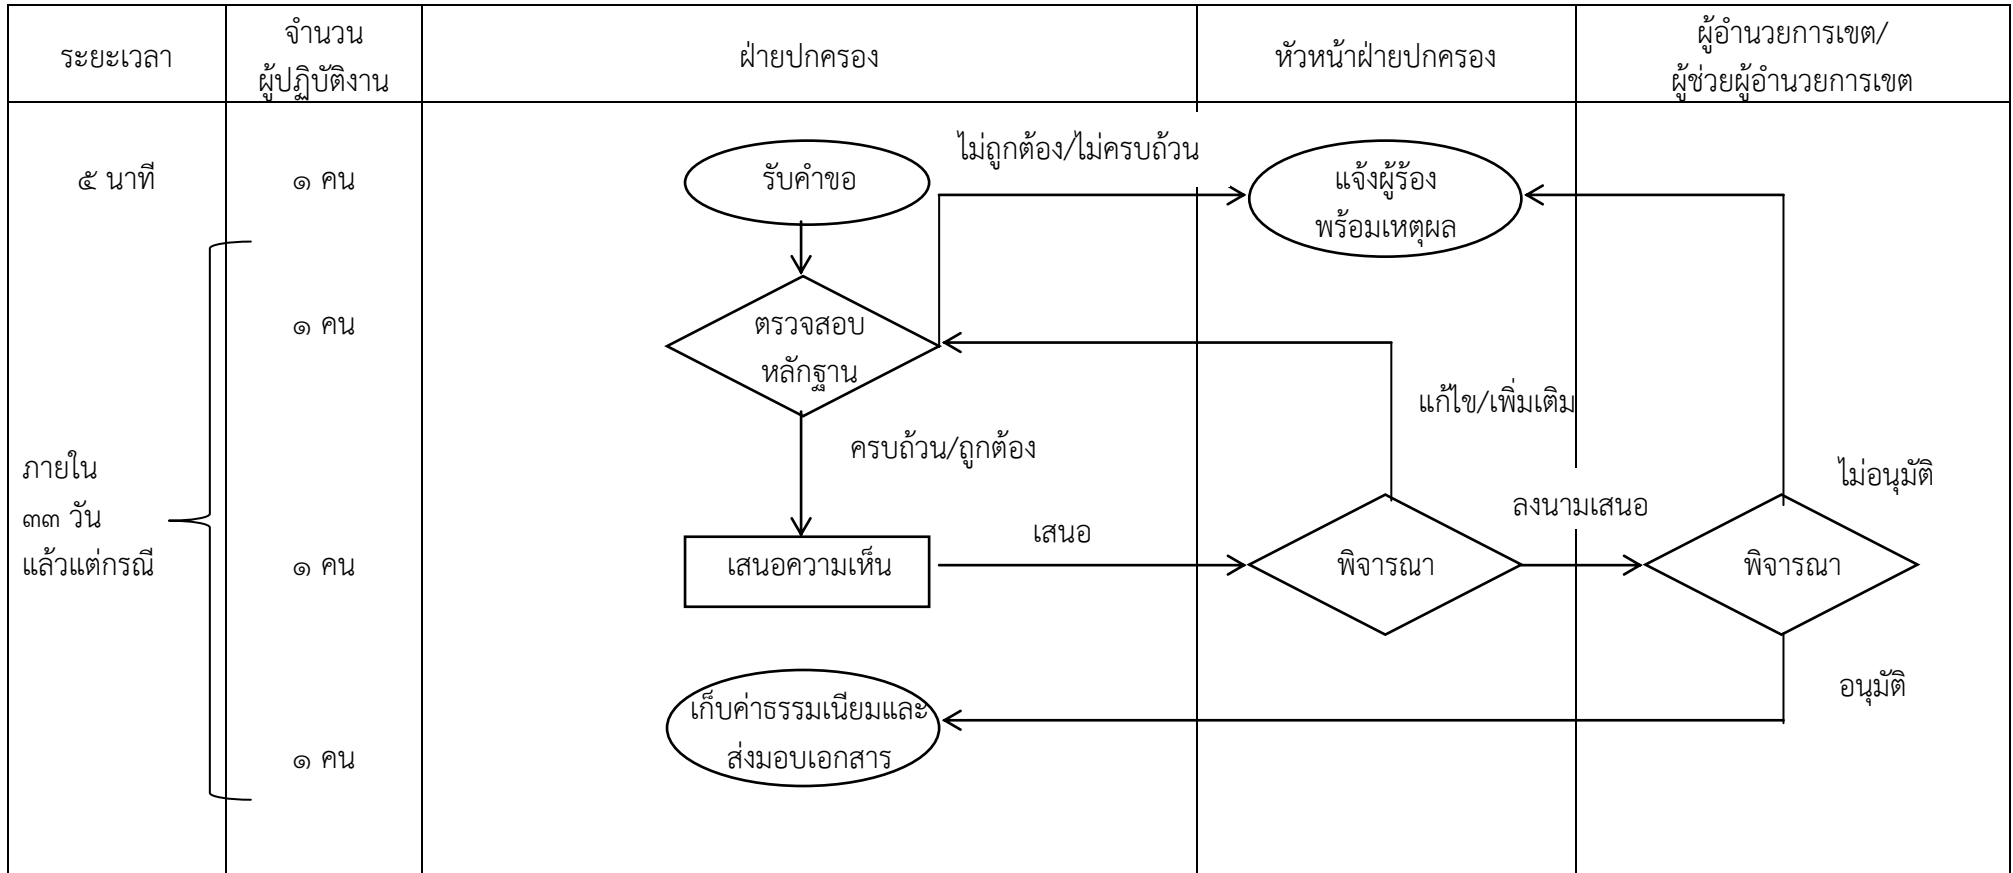 ระยะเวลา
จำนวน
ผู้ปฏิบัติงาน
ฝ่ายปกครอง
หัวหน้าฝ่ายปกครอง
ผู้อำนวยการเขต/
ผู้ช่วยผู้อำนวยการเขต
๕ นาที
๑ คน
รับคำขอ
ไม่ถูกต้อง/ไม่ครบถ้วน
แจ้งผู้ร้อง
พร้อมเหตุผล
๑ คน
ตรวจสอบ
หลักฐาน
แก้ไข/เพิ่มเติม
ครบถ้วน/ถูกต้อง
ภายใน
๓๓ วัน
แล้วแต่กรณี
ไม่อนุมัติ
ลงนามเสนอ
เสนอ
๑ คน
เสนอความเห็น
พิจารณา
พิจารณา
อนุมัติ
เก็บค่าธรรมเนียมและ
ส่งมอบเอกสาร
๑ คน